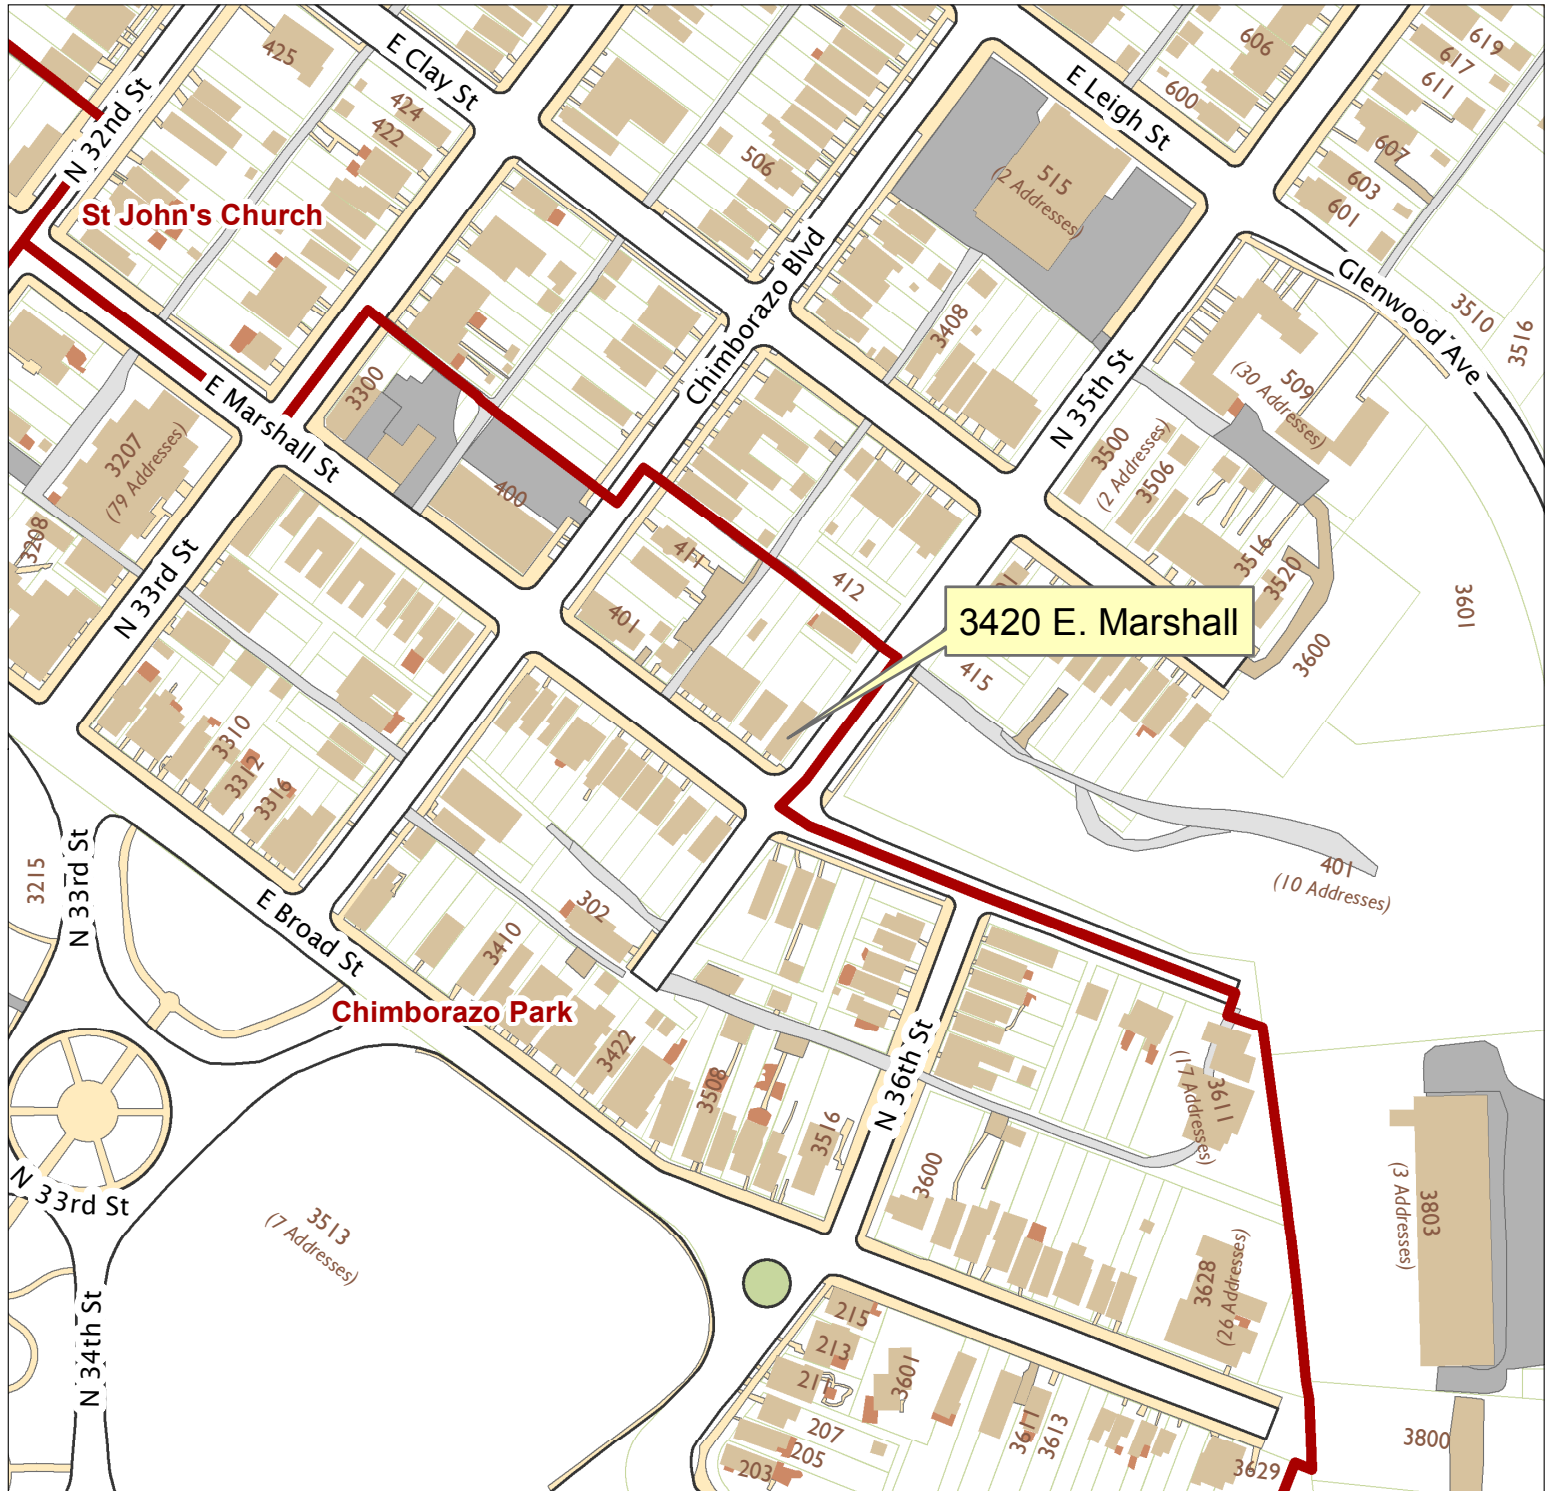 425
E Clay St
424
422
N 32nd St
506
E Leigh St
606
600
619
617
611
607
603
601
515
(2 Addresses)
St John's Church
Chimborazo Blvd
Glenwood Ave
3510
3516
3408
N 35th St
509
(30 Addresses)
3300
E Marshall St
3207
(79 Addresses)
3208
400
3500
(2 Addresses)
3506
3516
3520
3601
3600
N 33rd St
411
401
412
3420 E. Marshall
415
3310
3312
3316
3215
N 33rd St
E Broad St
302
3410
401
(10 Addresses)
Chimborazo Park
3422
3508
3516
N 36th St
3611
(17 Addresses)
3600
N 33rd St
3513
(7 Addresses)
3803
(3 Addresses)
3628
(26 Addresses)
N 34th St
215
213
211
207
205
203
3601
3611
3613
3629
3800